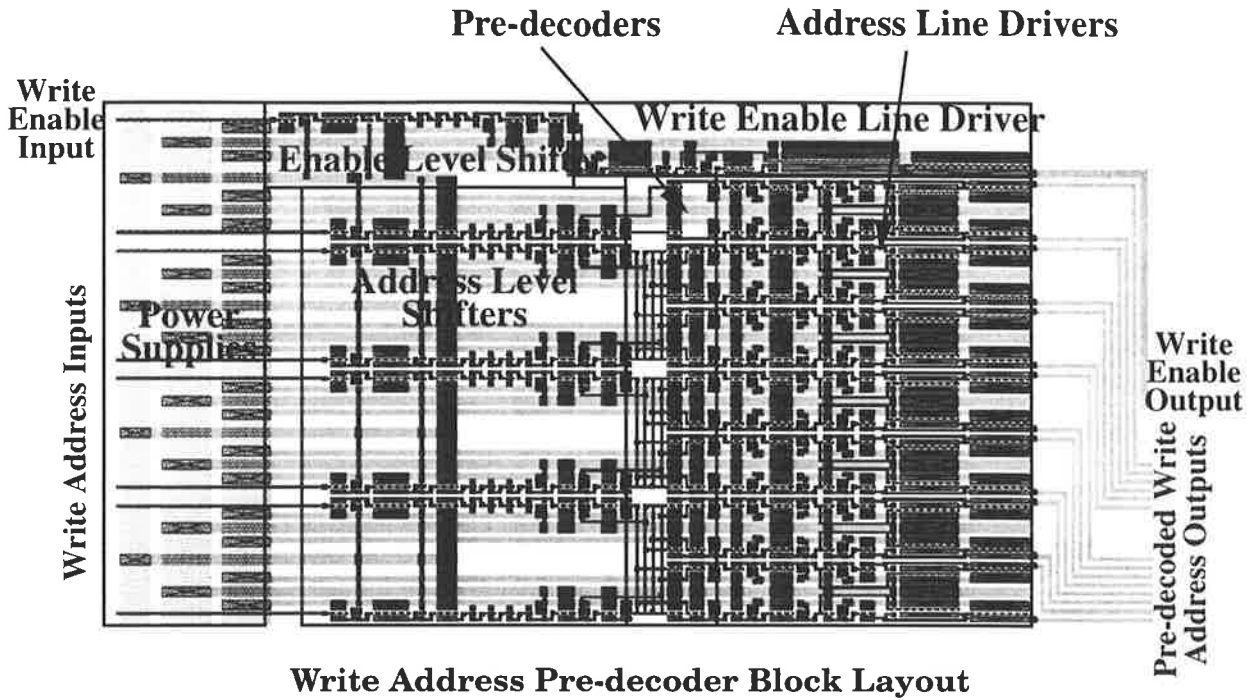 Pre-decoders
Address Line Drivers
Write
Enable
Input
Write Enable Line Driver
Enable Level Shifter
Address Level
Shifters
Power
Supplies
Write Address Inputs
Write
Enable
Output
Pre-decoded Write
Address Outputs
Write Address Pre-decoder Block Layout